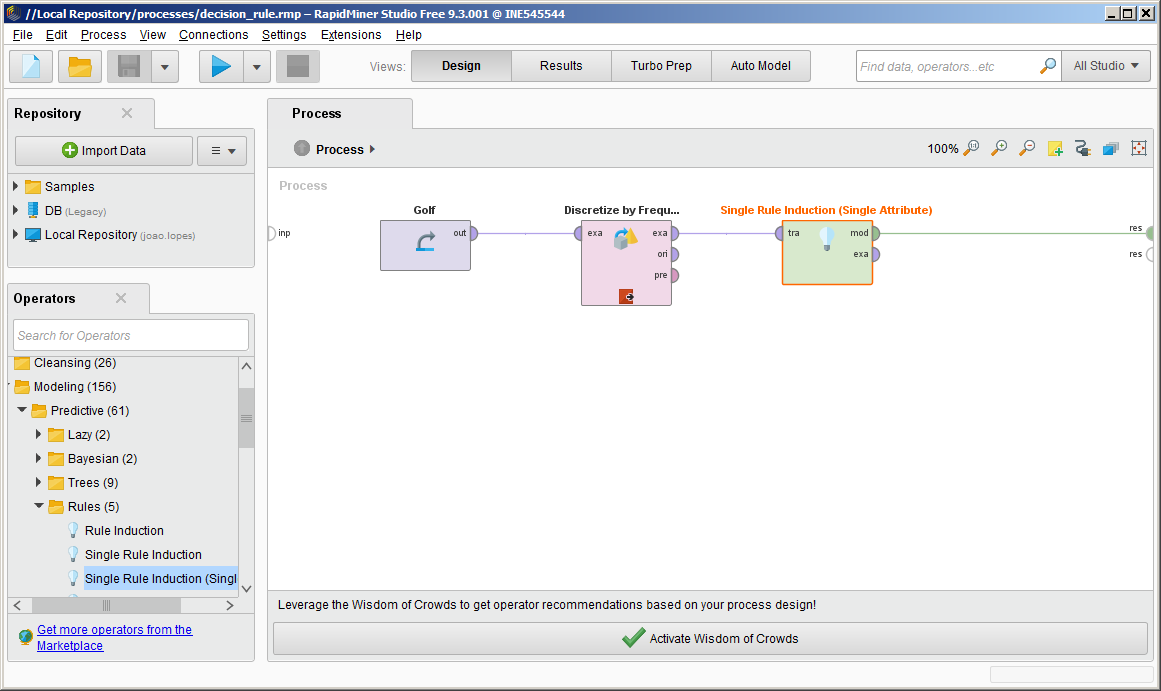 //Local Repository/processes/decision_rule.rmp – RapidMiner Studio Free 9.3.001 @ INE545544
File Edit Process View Connections Settings Extensions Help
Views: Design Results Turbo Prep Auto Model Find data, operators...etc All Studio
Repository
Import Data
Samples
DB (Legacy)
Local Repository (joao.lopes)
Operators
Search for Operators
Cleansing (26)
Modeling (156)
Predictive (61)
Lazy (2)
Bayesian (2)
Trees (9)
Rules (5)
Rule Induction
Single Rule Induction
Single Rule Induction (Singl
Get more operators from the
Marketplace
Process
Process 100%
Process
Golf Discretize by Frequ... Single Rule Induction (Single Attribute)
inp out exa exa tra mod res
ori exa res
pre
Leverage the Wisdom of Crowds to get operator recommendations based on your process design!
Activate Wisdom of Crowds